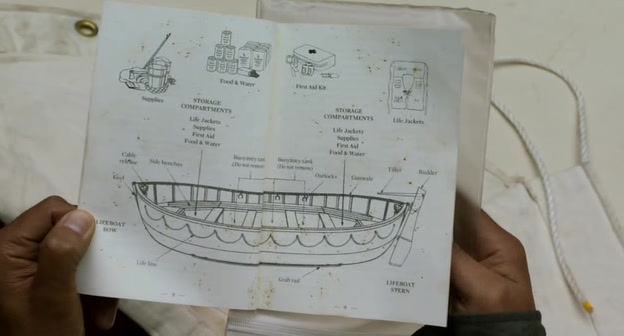 Supplies
Food & Water
First Aid Kit
Life Jackets
STORAGE
COMPARTMENTS
Life Jackets
Supplies
First Aid
Food & Water
STORAGE
COMPARTMENTS
Life Jackets
Supplies
First Aid
Food & Water
Cable
release
Side benches
Buoyancy tank
(Do not remove)
Buoyancy tank
(Do not remove)
Oarlocks
Gunwale
Tiller
Rudder
Keel
LIFEBOAT
BOW
Life line
Grab rail
LIFEBOAT
STERN